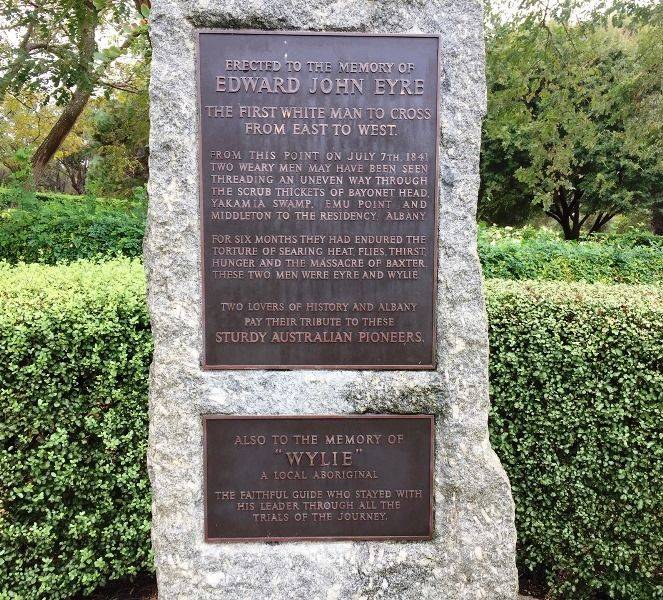 ERECTED TO THE MEMORY OF
EDWARD JOHN EYRE
THE FIRST WHITE MAN TO CROSS
FROM EAST TO WEST.
FROM THIS POINT ON JULY 7TH, 1841
TWO WEARY MEN MAY HAVE BEEN SEEN
THREADING AN UNEVEN WAY THROUGH
THE SCRUB THICKETS OF BAYONET HEAD,
YAKAMIA SWAMP, EMU POINT AND
MIDDLETON TO THE RESIDENCY, ALBANY
FOR SIX MONTHS THEY HAD ENDURED THE
TORTURE OF SEARING HEAT, FLIES, THIRST,
HUNGER AND THE MASSACRE OF BAXTER.
THESE TWO MEN WERE EYRE AND WYLIE.
TWO LOVERS OF HISTORY AND ALBANY
PAY THEIR TRIBUTE TO THESE
STURDY AUSTRALIAN PIONEERS.
ALSO TO THE MEMORY OF
"WYLIE"
A LOCAL ABORIGINAL
THE FAITHFUL GUIDE WHO STAYED WITH
HIS LEADER THROUGH ALL THE
TRIALS OF THE JOURNEY.